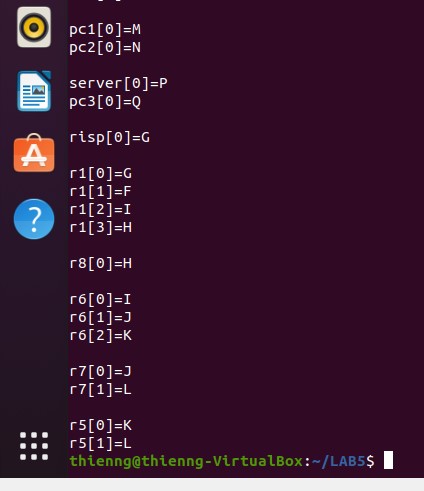 pc1[0]=M
pc2[0]=N
server[0]=P
pc3[0]=Q
risp[0]=G
r1[0]=G
r1[1]=F
r1[2]=I
r1[3]=H
r8[0]=H
r6[0]=I
r6[1]=J
r6[2]=K
r7[0]=J
r7[1]=L
r5[0]=K
r5[1]=L
thienng@thienng-VirtualBox:~/LAB5$